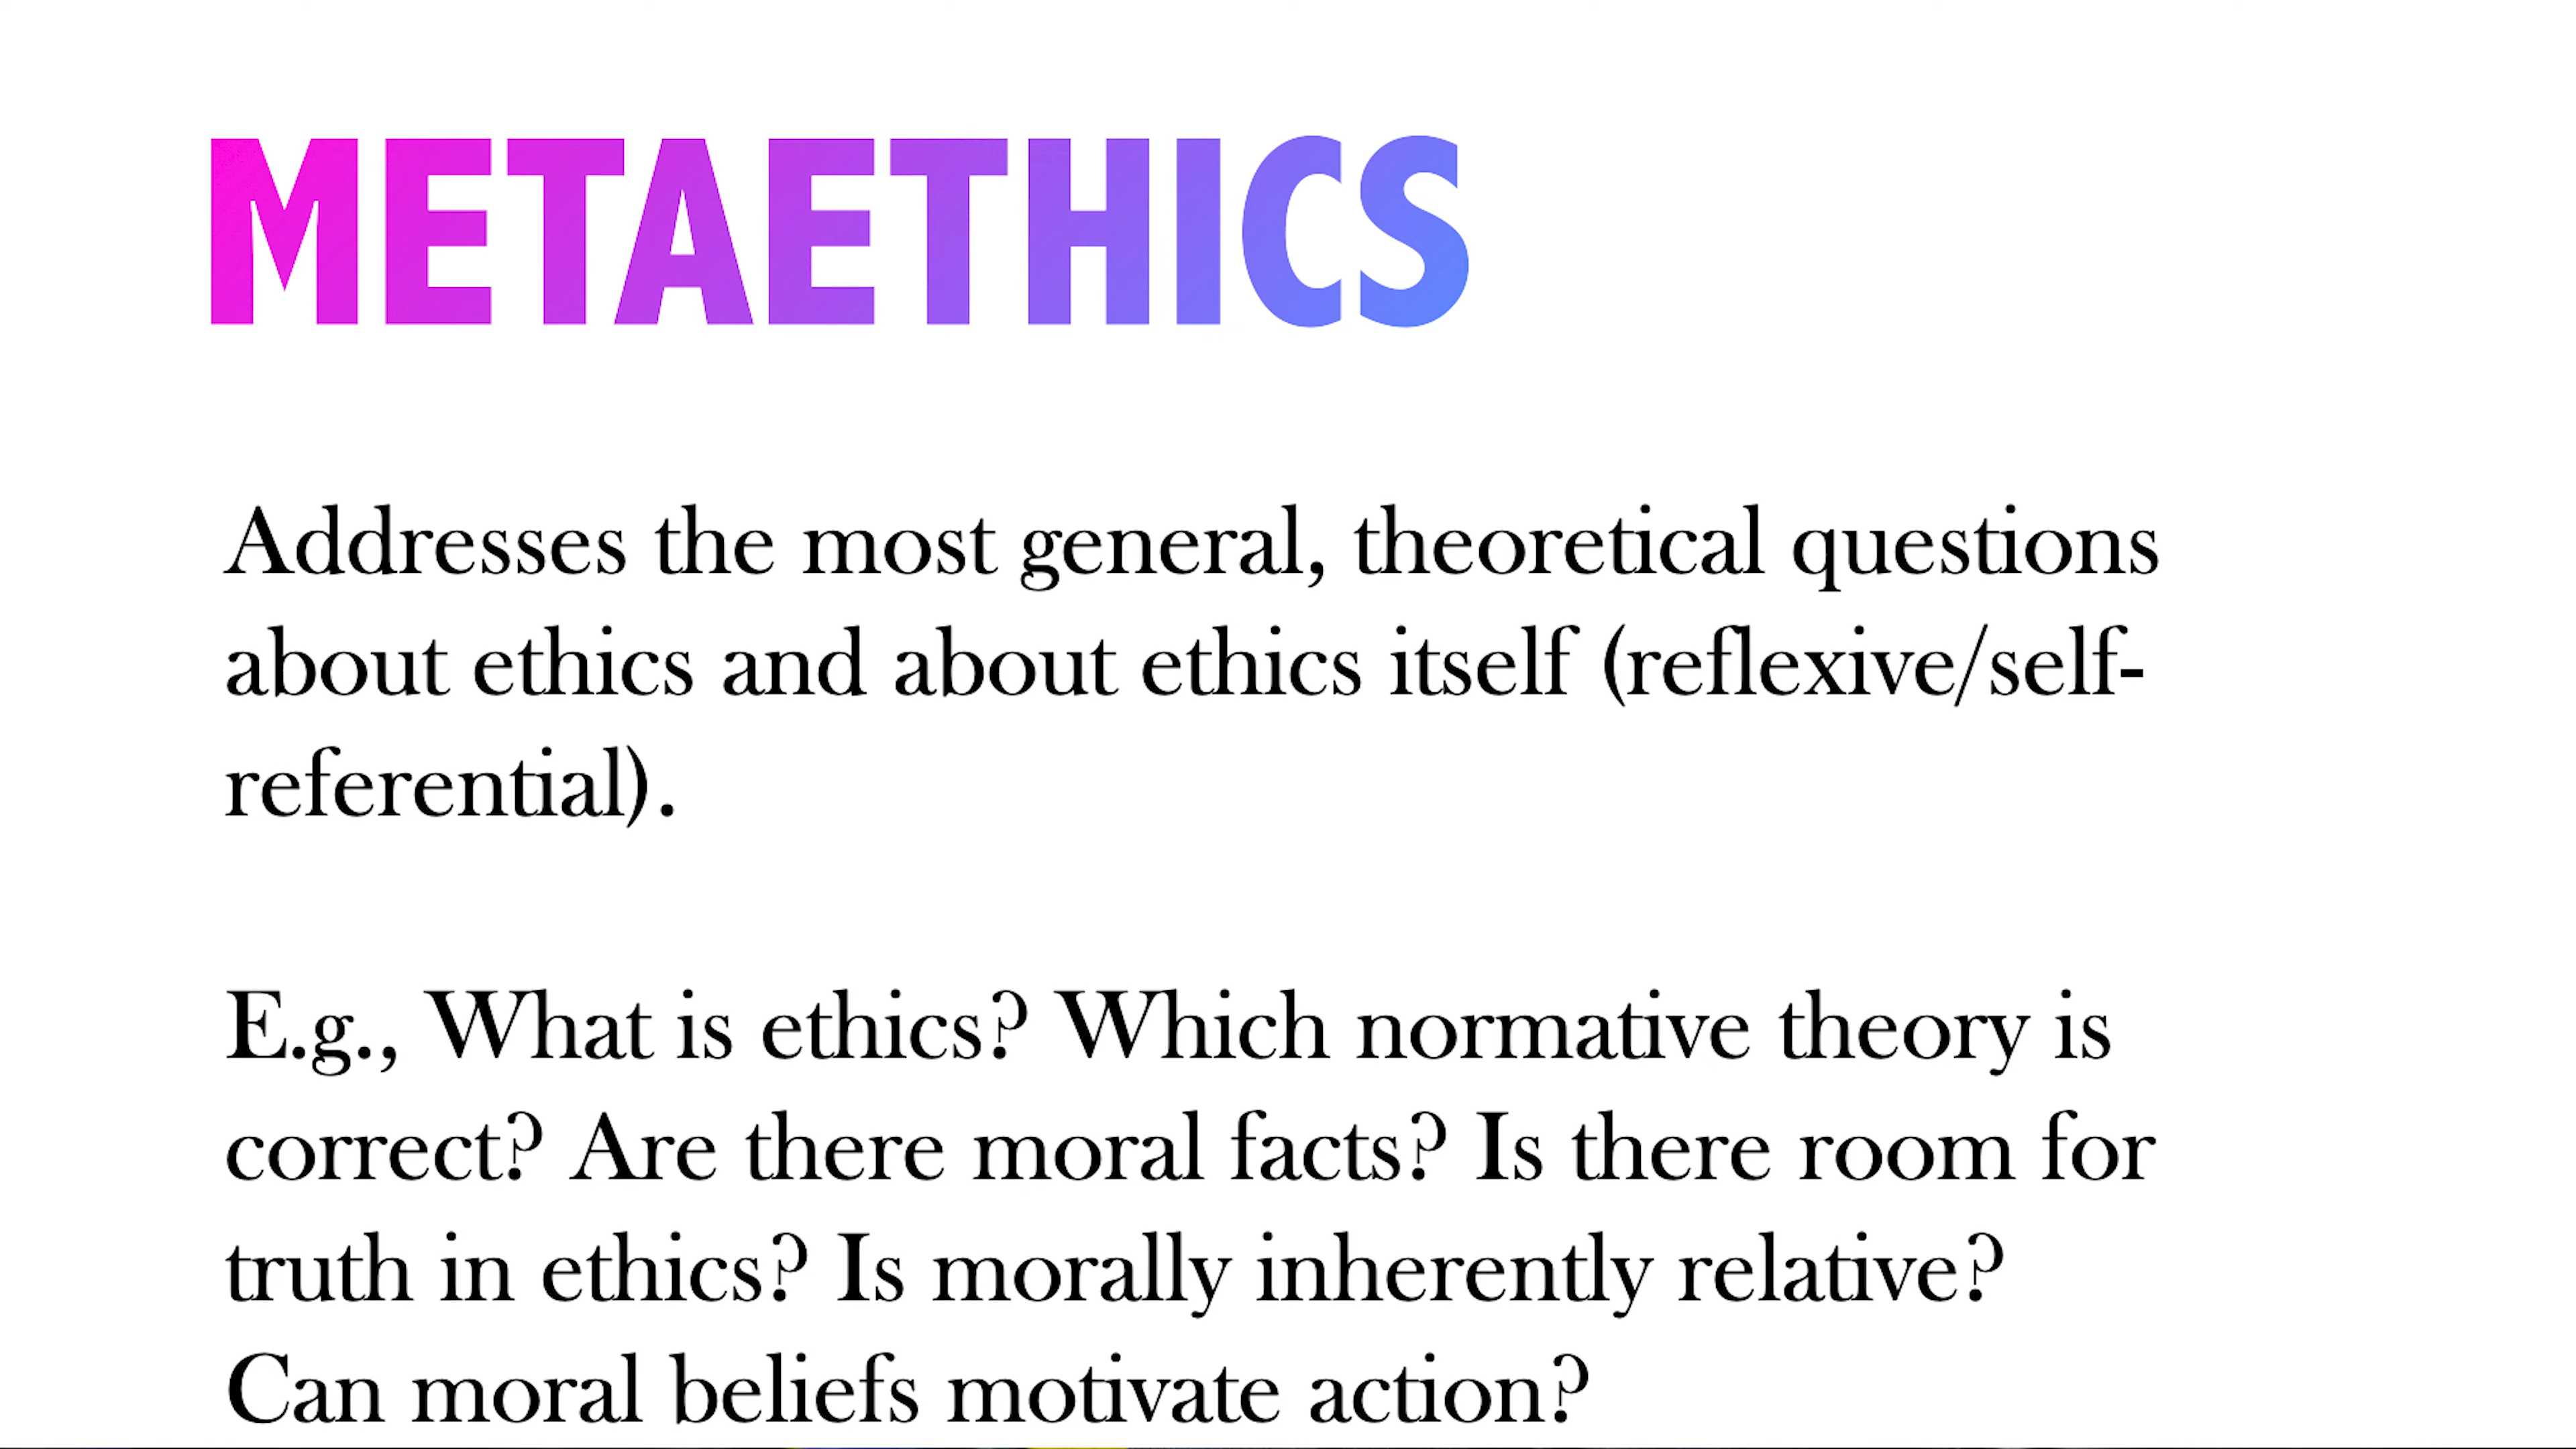 METAETHICS
Addresses the most general, theoretical questions
about ethics and about ethics itself (reflexive/self-
referential).
E.g., What is ethics? Which normative theory is
correct? Are there moral facts? Is there room for
truth in ethics? Is morally inherently relative?
Can moral beliefs motivate action?